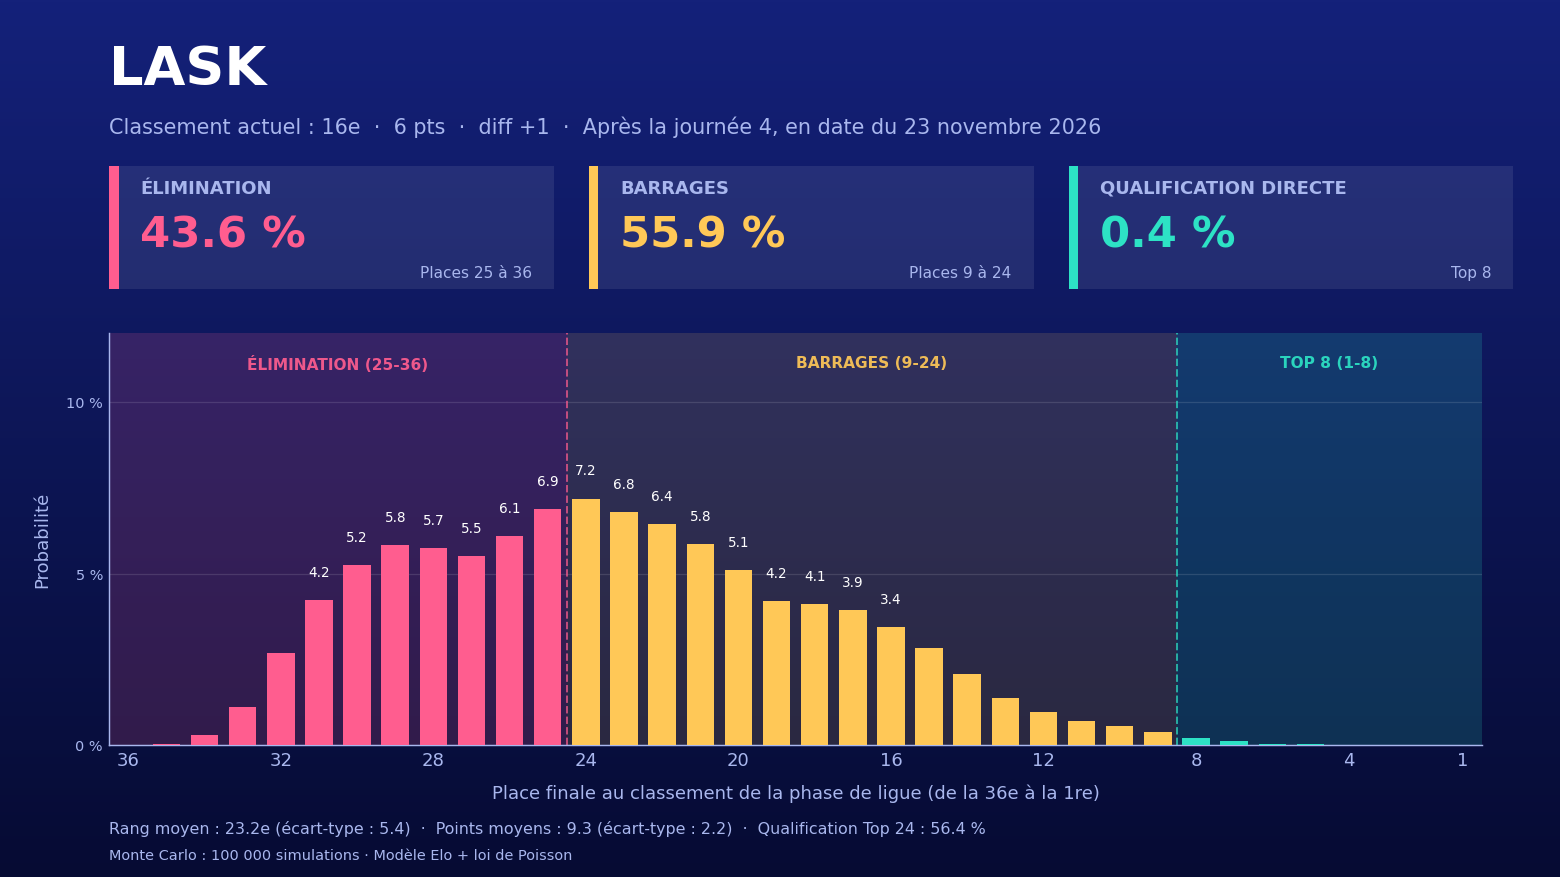 LASK
Classement actuel : 16e · 6 pts · diff +1 · Après la journée 4, en date du 23 novembre 2026
ÉLIMINATION
43.6 %
Places 25 à 36
BARRAGES
55.9 %
Places 9 à 24
QUALIFICATION DIRECTE
0.4 %
Top 8
ÉLIMINATION (25-36)
BARRAGES (9-24)
TOP 8 (1-8)
Probabilité
10 %
5 %
0 %
4.2
5.2
5.8
5.7
5.5
6.1
6.9
7.2
6.8
6.4
5.8
5.1
4.2
4.1
3.9
3.4
36 32 28 24 20 16 12 8 4 1
Place finale au classement de la phase de ligue (de la 36e à la 1re)
Rang moyen : 23.2e (écart-type : 5.4) · Points moyens : 9.3 (écart-type : 2.2) · Qualification Top 24 : 56.4 %
Monte Carlo : 100 000 simulations · Modèle Elo + loi de Poisson